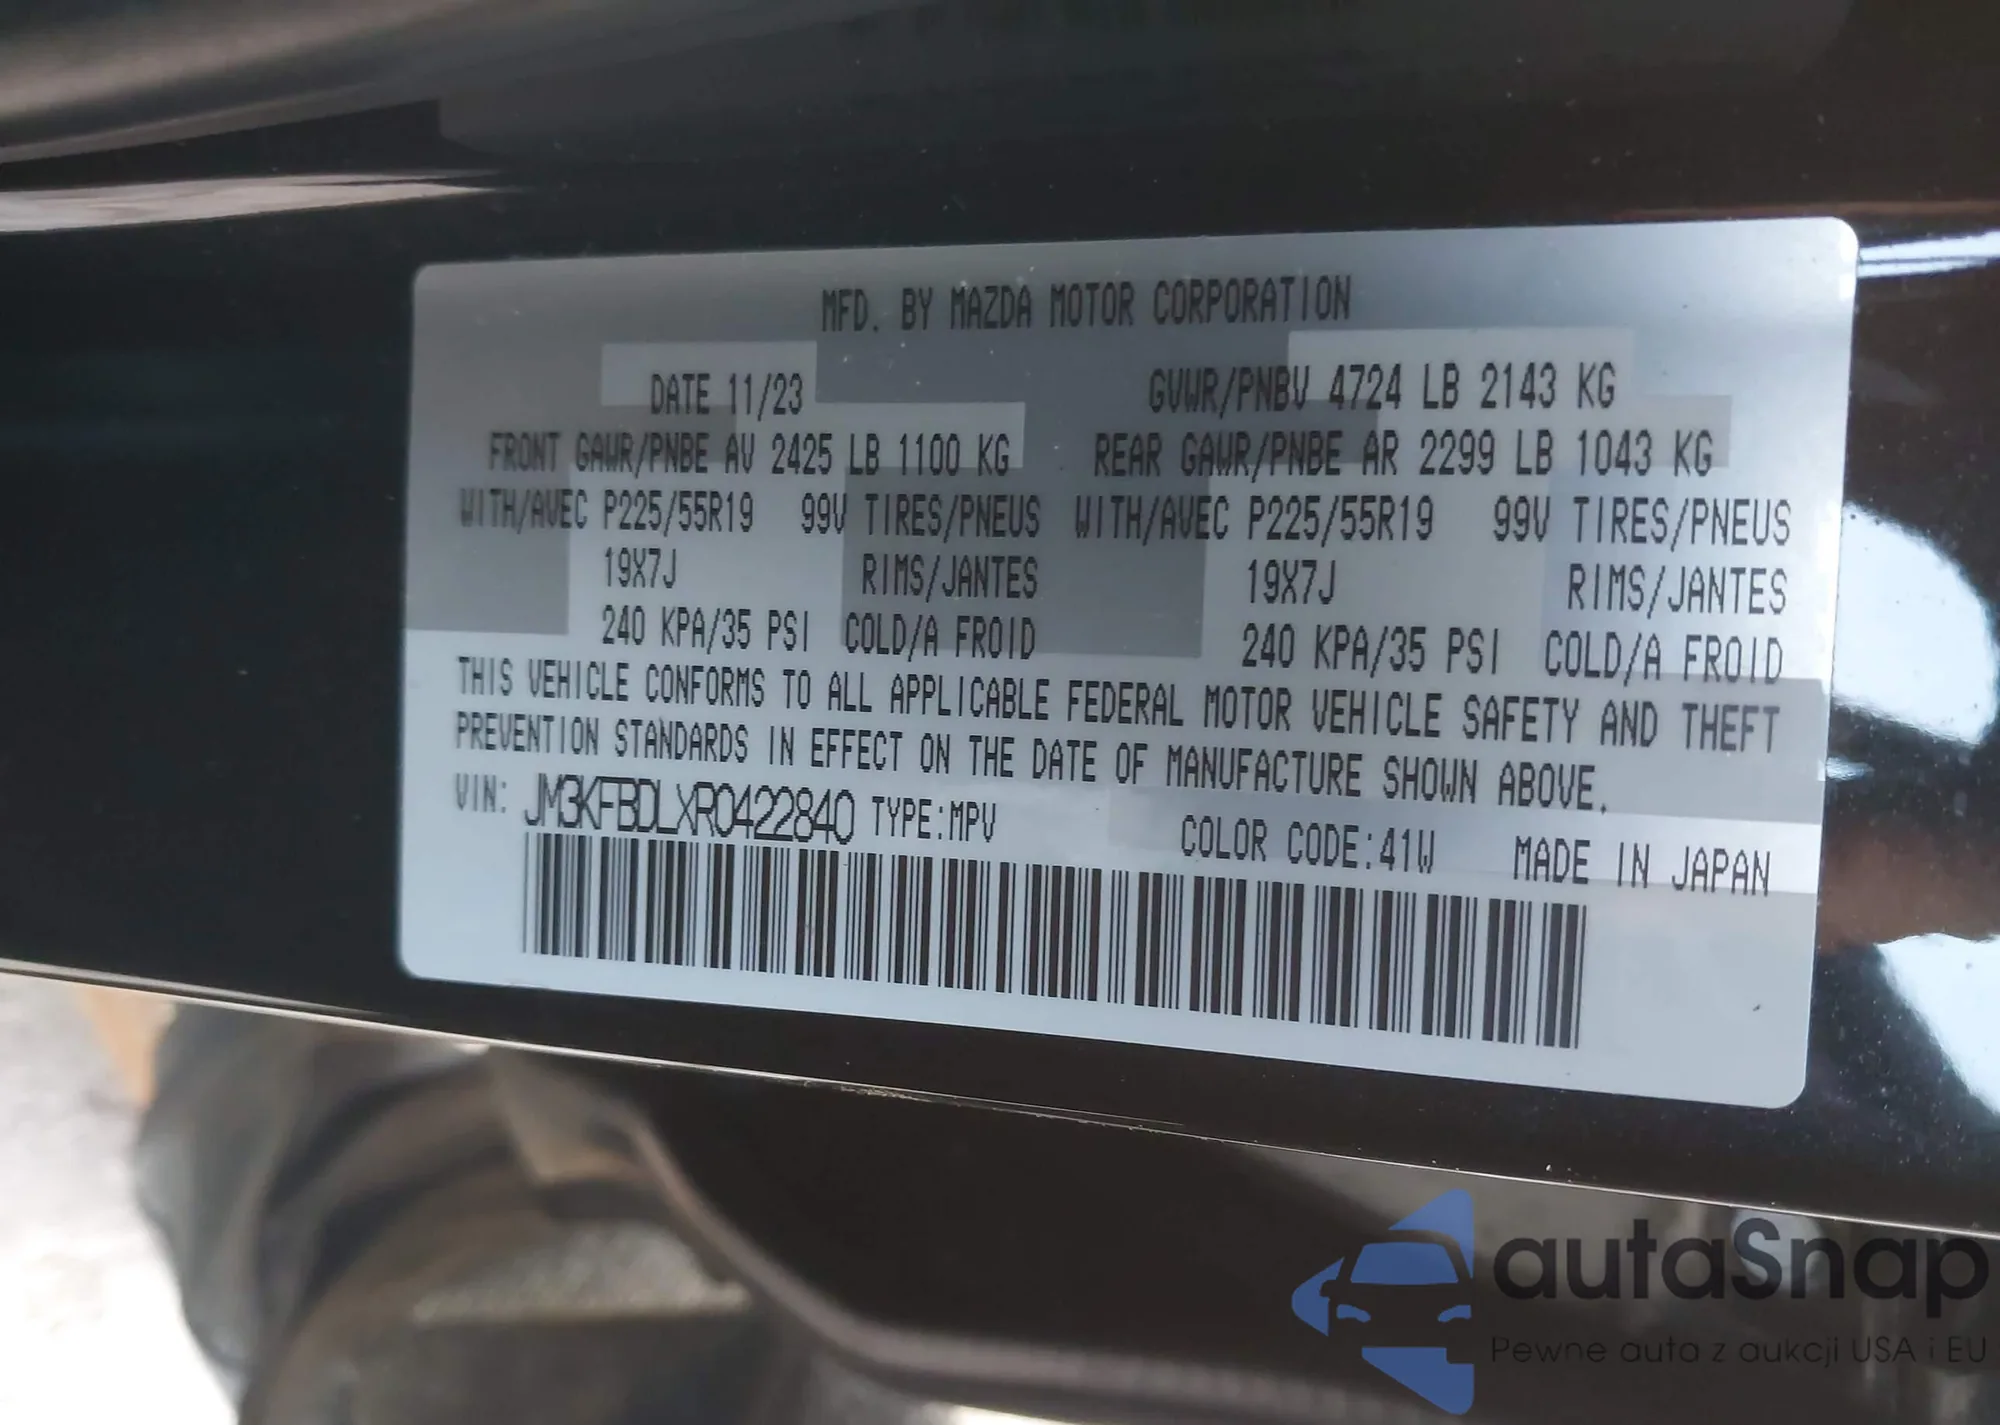 MFD. BY MAZDA MOTOR CORPORATION
DATE 11/23 GVWR/PNBV 4724 LB 2143 KG
FRONT GAWR/PNBE AV 2425 LB 1100 KG REAR GAWR/PNBE AR 2299 LB 1043 KG
WITH/AVEC P225/55R19 99V TIRES/PNEUS WITH/AVEC P225/55R19 99V TIRES/PNEUS
19X7J RIMS/JANTES 19X7J RIMS/JANTES
240 KPA/35 PSI COLD/A FROID 240 KPA/35 PSI COLD/A FROID
THIS VEHICLE CONFORMS TO ALL APPLICABLE FEDERAL MOTOR VEHICLE SAFETY AND THEFT
PREVENTION STANDARDS IN EFFECT ON THE DATE OF MANUFACTURE SHOWN ABOVE.
VIN: JM3KFBDLXR0422840 TYPE:MPV COLOR CODE:41W MADE IN JAPAN
autaSnap
Pewne auta z aukcji USA i EU